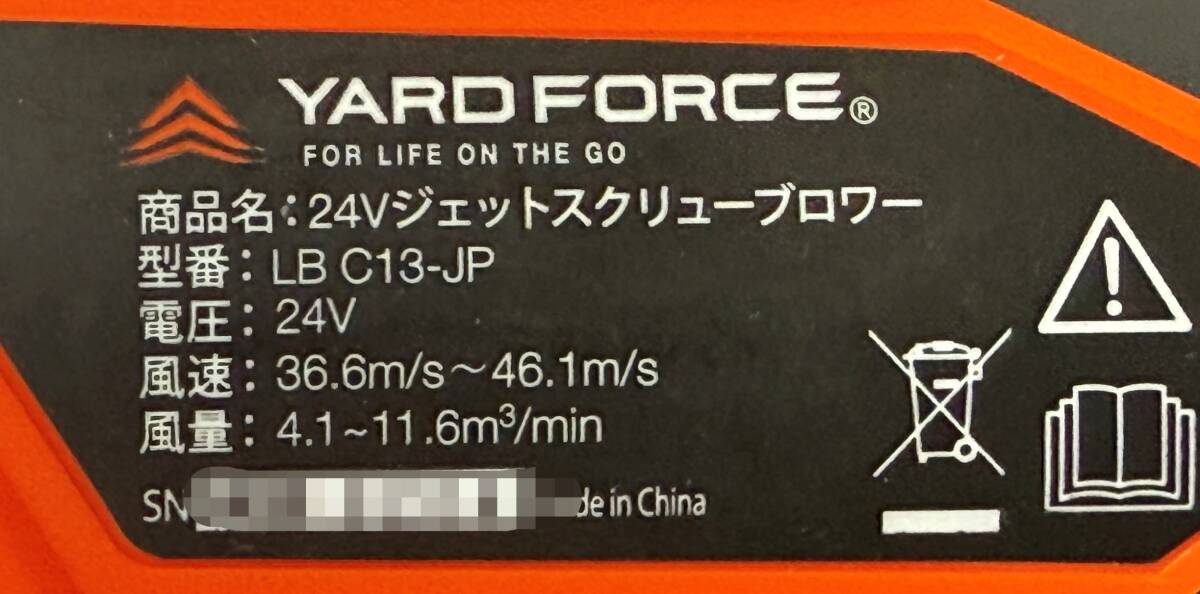 YARD FORCE®
FOR LIFE ON THE GO
商品名：24Vジェットスクリューブロワー
型番：LB C13-JP
電圧：24V
風速：36.6m/s～46.1m/s
風量：4.1~11.6m³/min
SN de in China